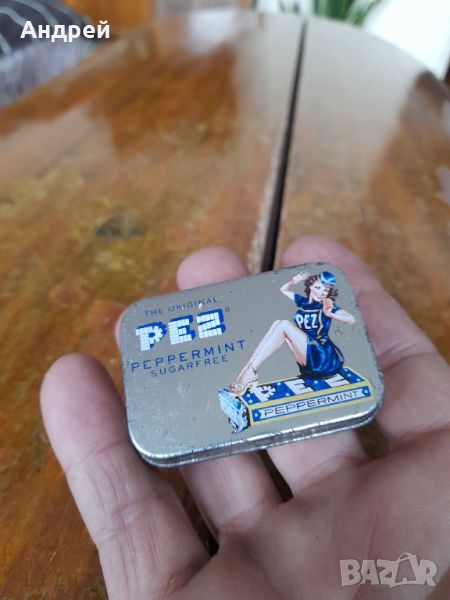 Андрей
THE ORIGINAL
PEZ®
PEPPERMINT
SUGARFREE
PEZ
PEZ
PEPPERMINT
BAZAR